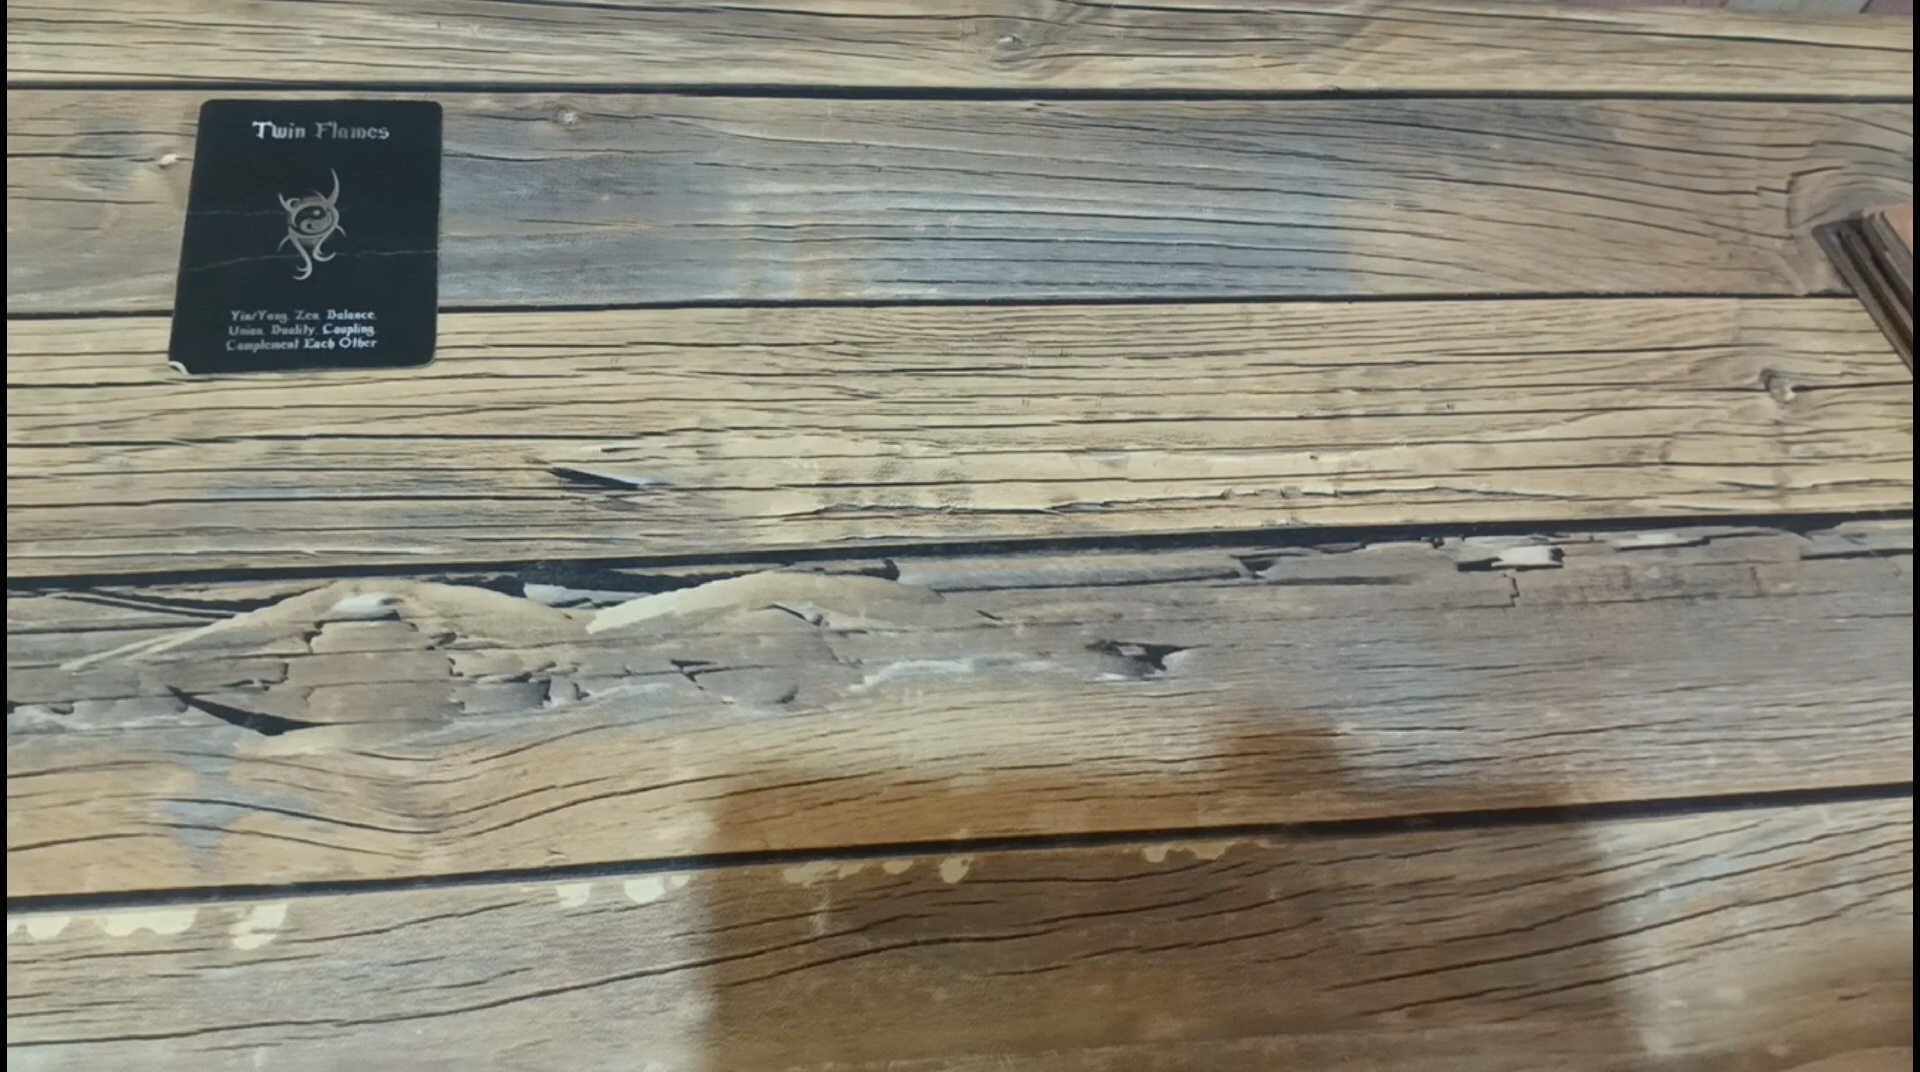 Twin Flames
Yin/Yang, Zen, Balance,
Union, Duality, Coupling,
Complement Each Other